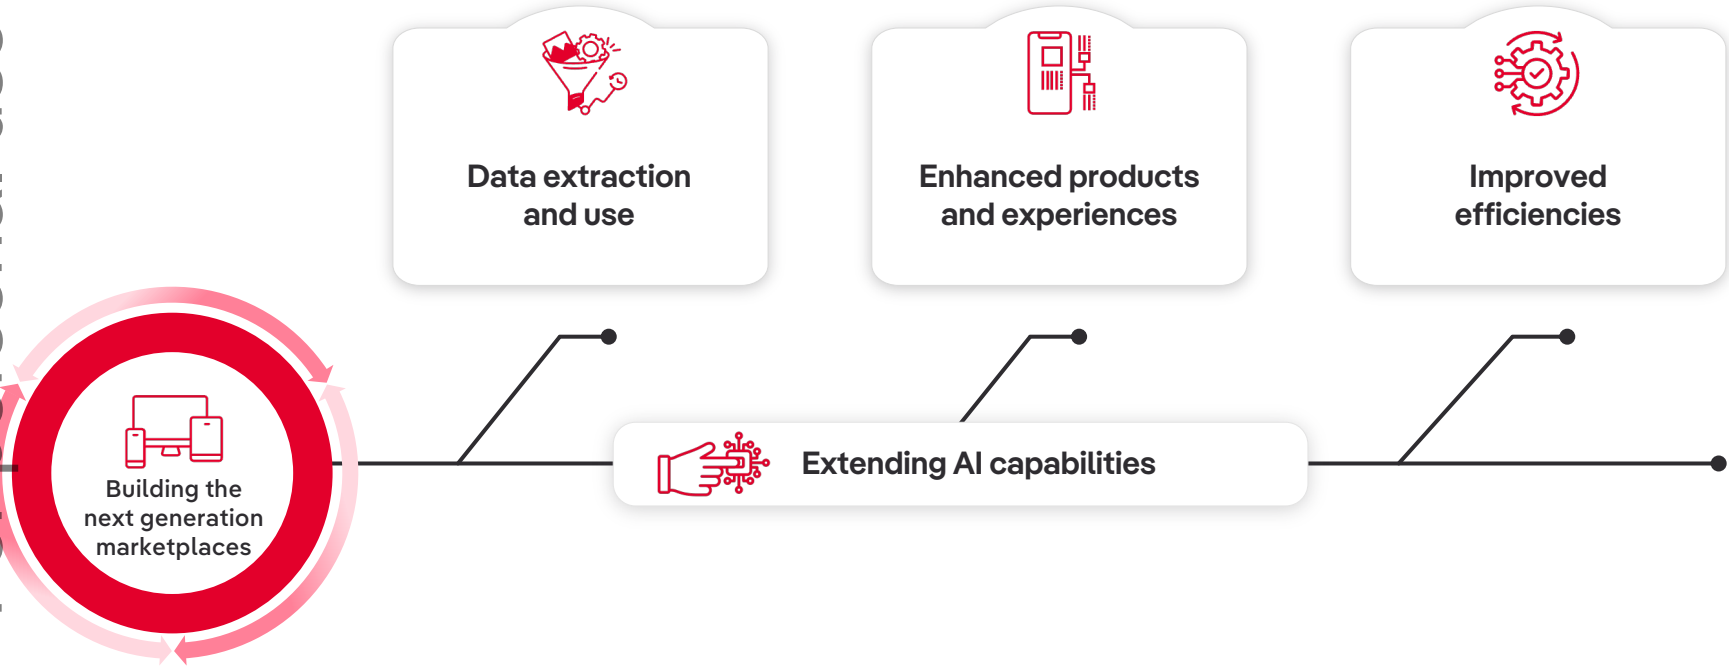 Data extraction
and use
Enhanced products
and experiences
Improved
efficiencies
Building the
next generation
marketplaces
Extending AI capabilities